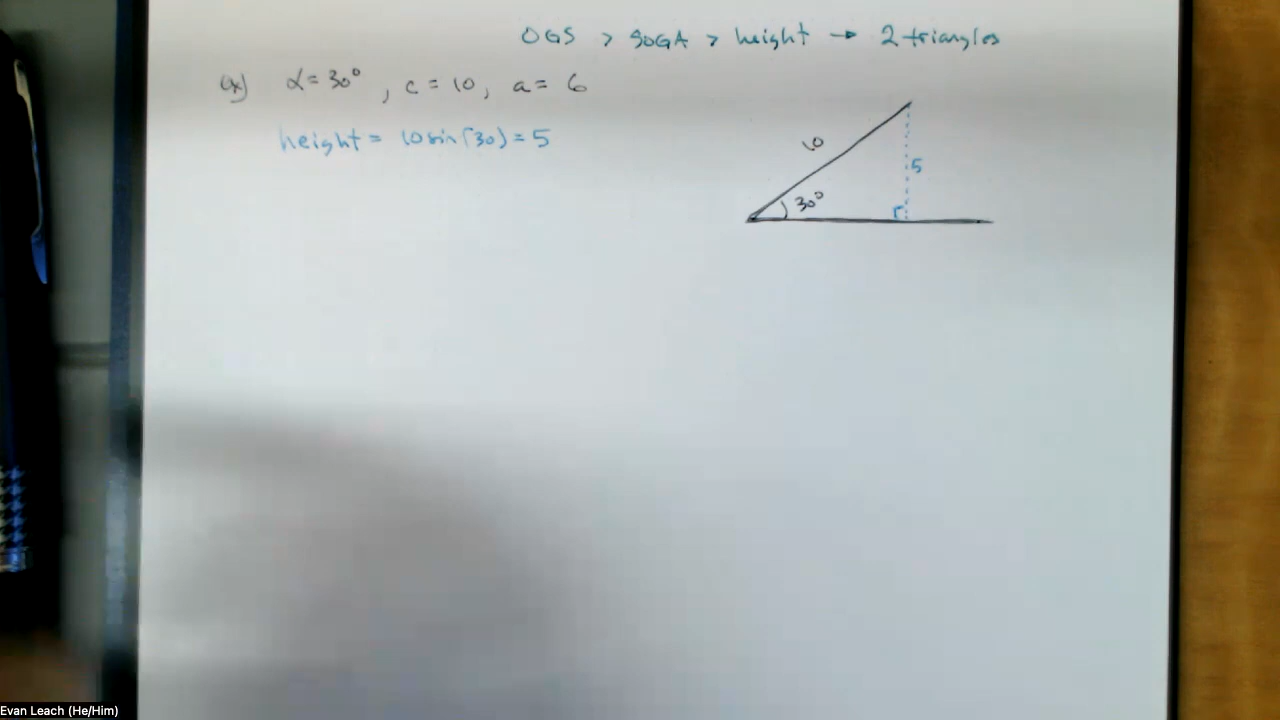 OGS > SOGA > height → 2 triangles
ex) α = 30°, c = 10, a = 6
height = 10 sin(30) = 5
10
5
30°
Evan Leach (He/Him)